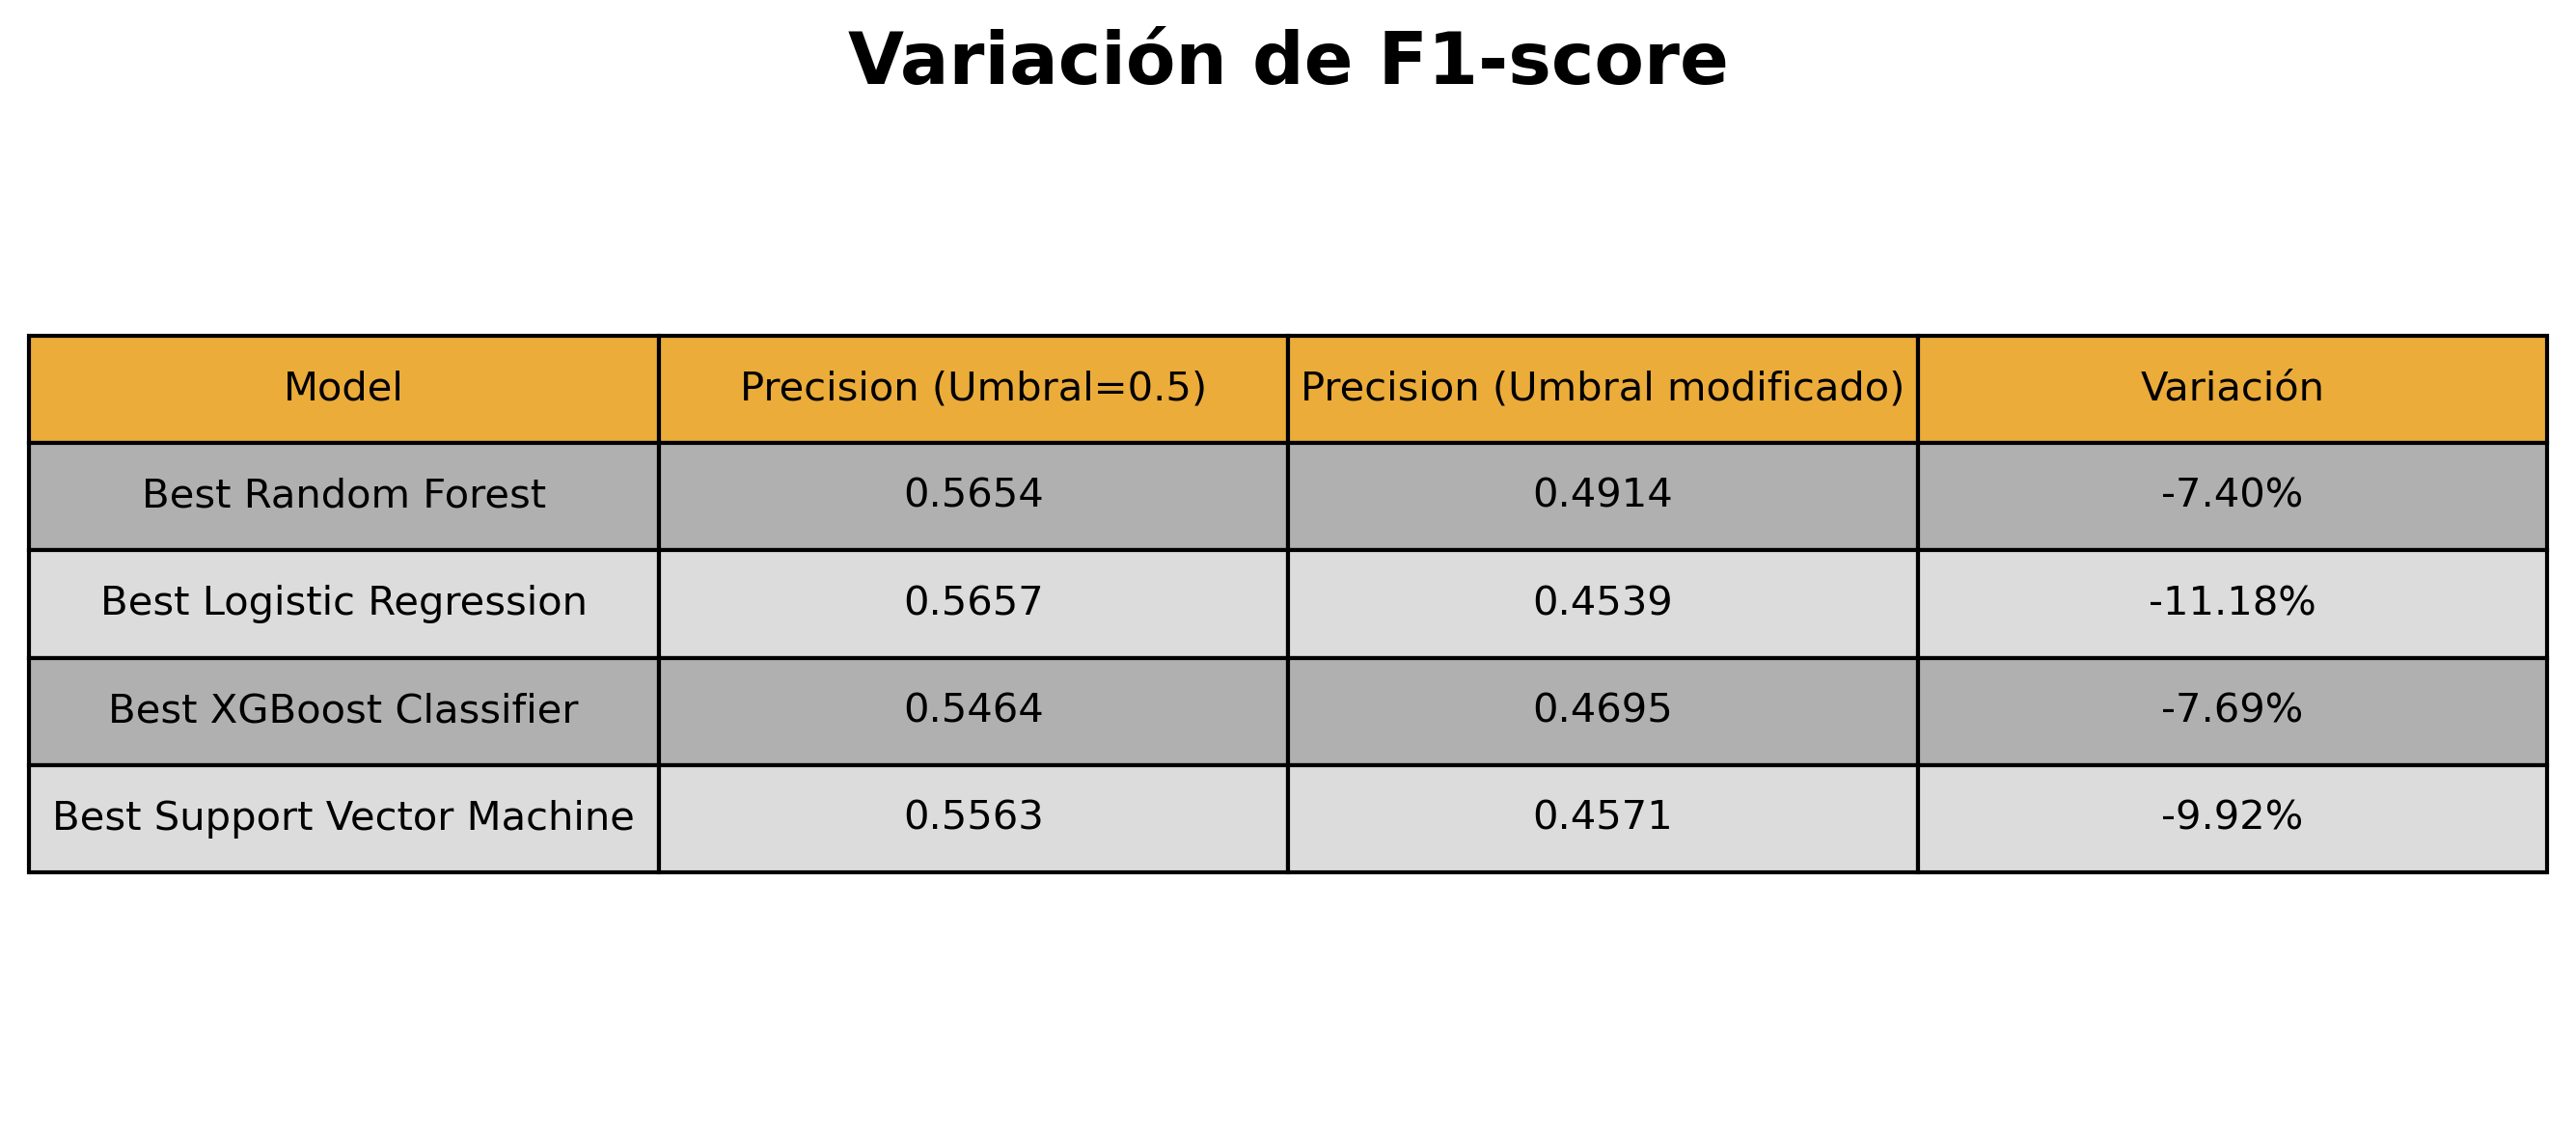 Variación de F1-score
Model Precision (Umbral=0.5) Precision (Umbral modificado) Variación
Best Random Forest 0.5654 0.4914 -7.40%
Best Logistic Regression 0.5657 0.4539 -11.18%
Best XGBoost Classifier 0.5464 0.4695 -7.69%
Best Support Vector Machine 0.5563 0.4571 -9.92%